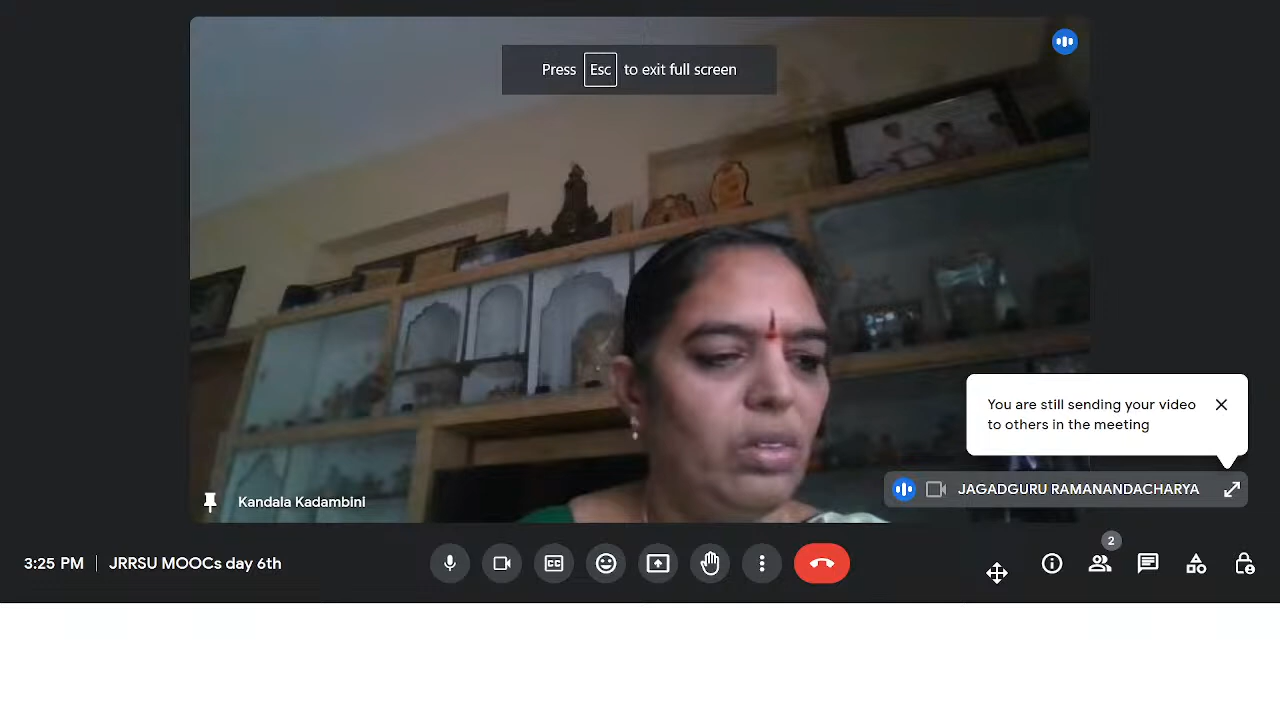 Press Esc to exit full screen
You are still sending your video
to others in the meeting
JAGADGURU RAMANANDACHARYA
Kandala Kadambini
2
3:25 PM | JRRSU MOOCs day 6th
CC